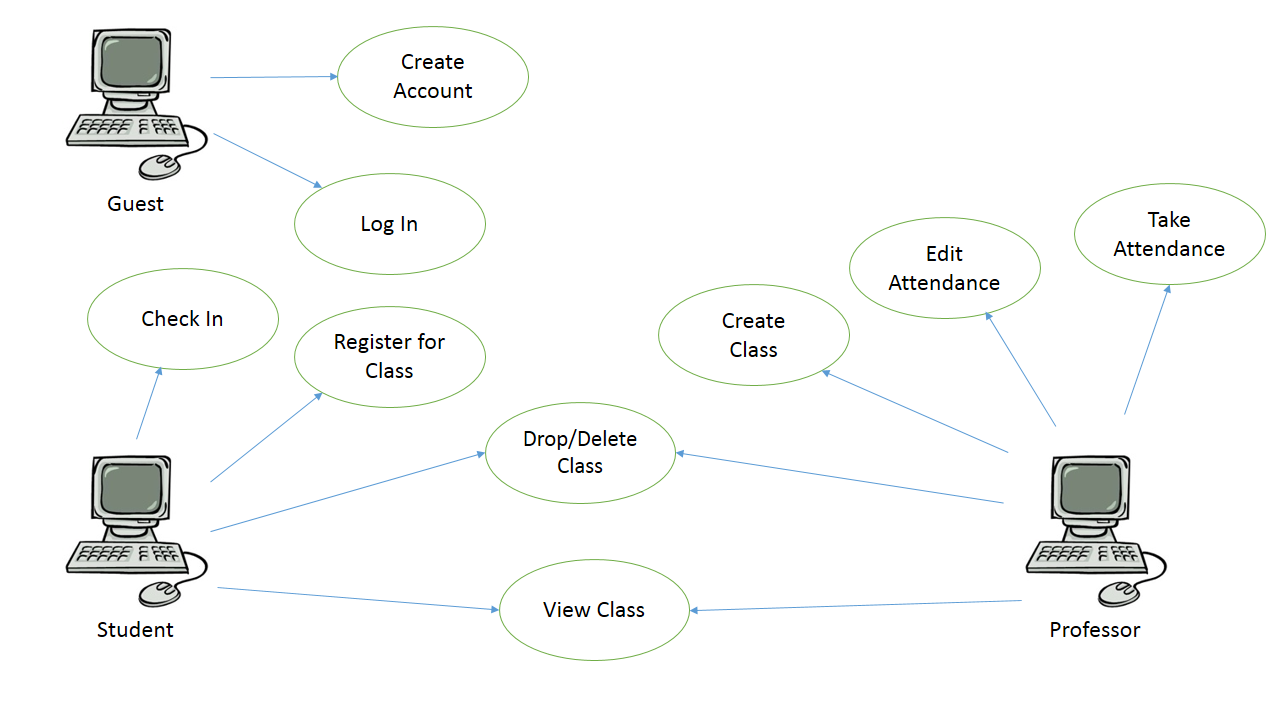 Create
Account
Guest
Log In
Take
Attendance
Edit
Attendance
Check In
Register for
Class
Create
Class
Drop/Delete
Class
View Class
Student
Professor